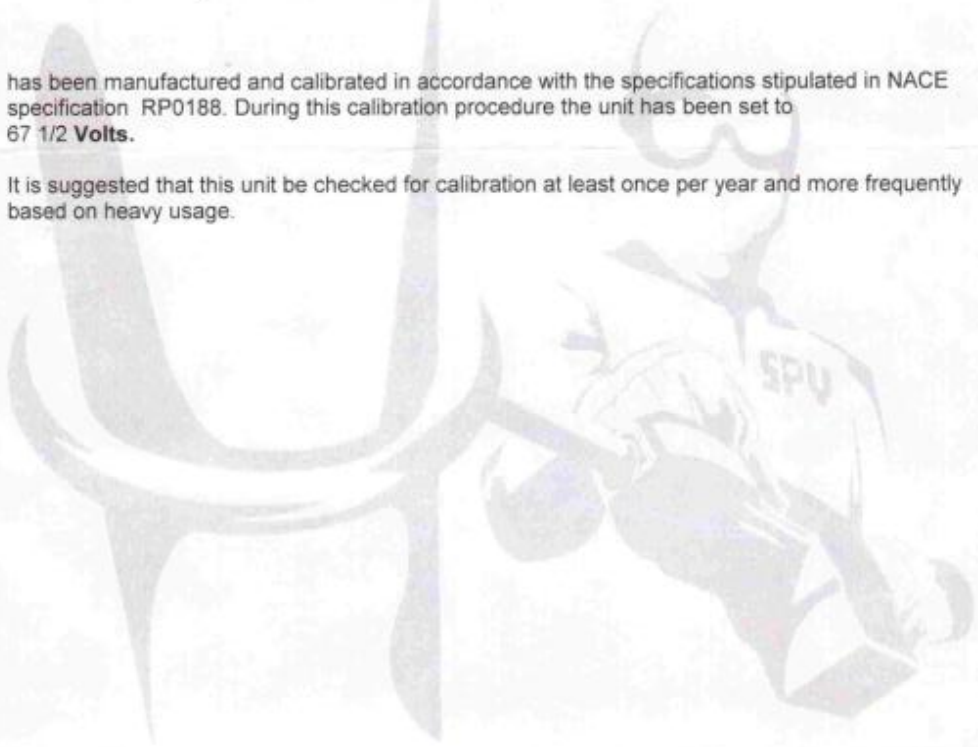 has been manufactured and calibrated in accordance with the specifications stipulated in NACE
specification RP0188. During this calibration procedure the unit has been set to
67 1/2 Volts.
It is suggested that this unit be checked for calibration at least once per year and more frequently
based on heavy usage.
SPY